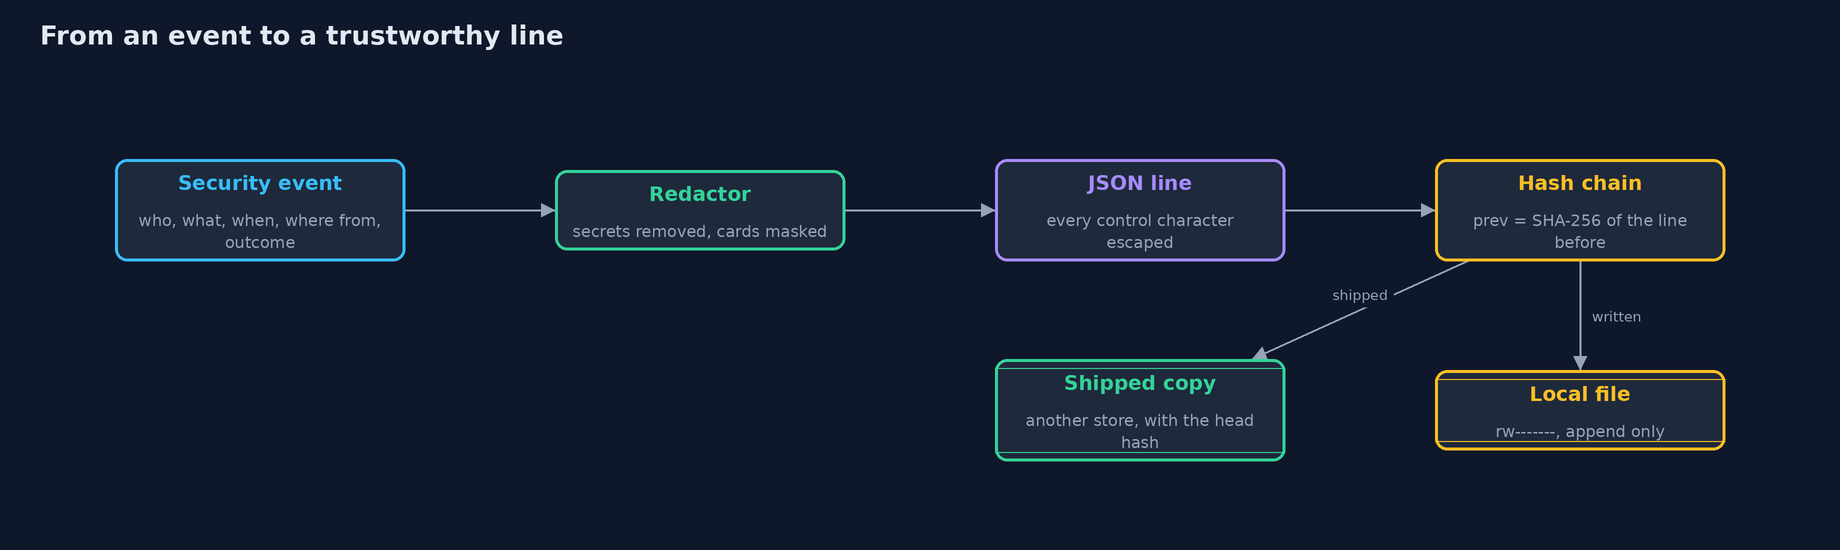 From an event to a trustworthy line
Security event
who, what, when, where from,
outcome
Redactor
secrets removed, cards masked
JSON line
every control character
escaped
Hash chain
prev = SHA-256 of the line
before
shipped
written
Shipped copy
another store, with the head
hash
Local file
rw-------, append only